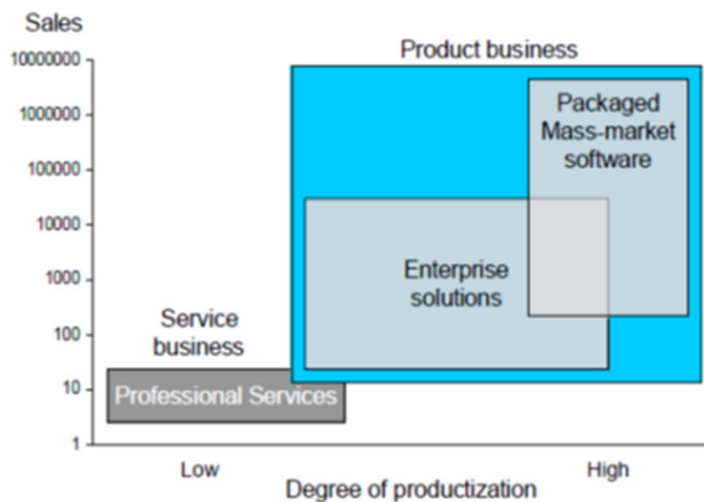 Sales
Product business
10000000
1000000
100000
10000
1000
100
10
1
Packaged
Mass-market
software
Enterprise
solutions
Service
business
Professional Services
Low
High
Degree of productization